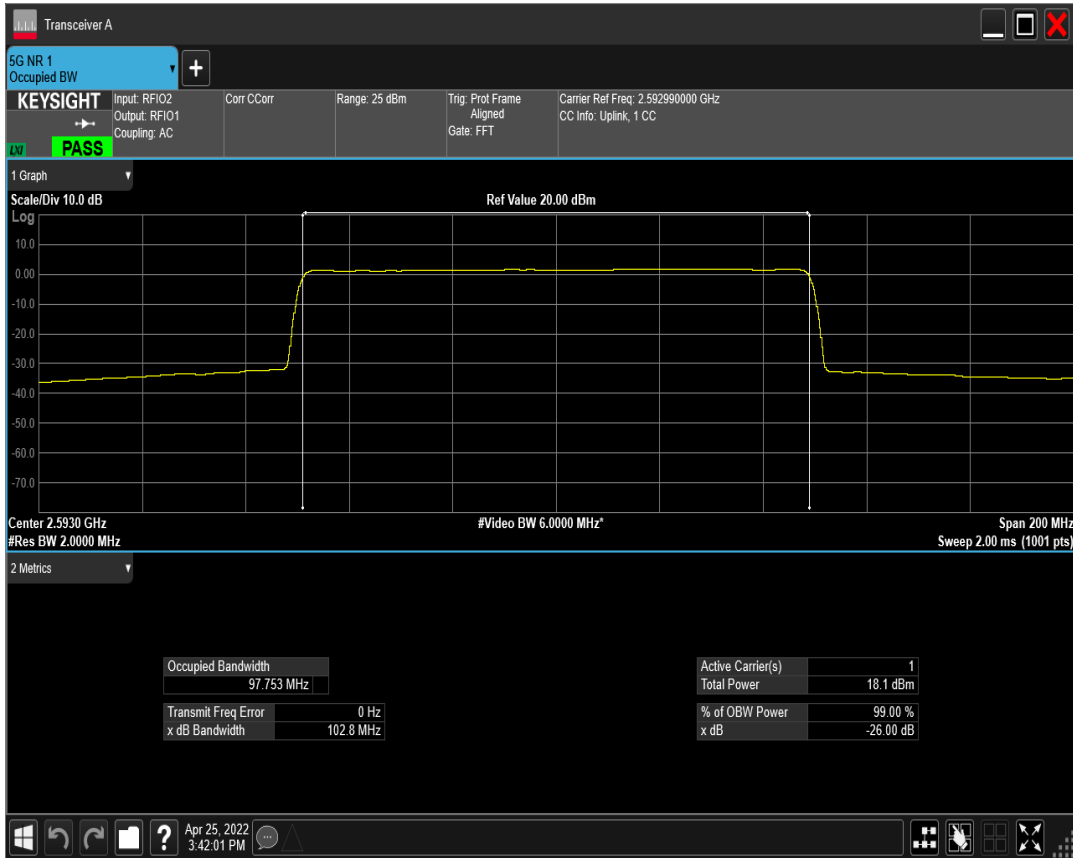 Transceiver A
5G NR 1
Occupied BW
+
KEYSIGHT
Input: RFIO2
Output: RFIO1
Coupling: AC
Corr CCorr
Range: 25 dBm
Trig: Prot Frame
Aligned
Gate: FFT
Carrier Ref Freq: 2.592990000 GHz
CC Info: Uplink, 1 CC
LXI
PASS
1 Graph
Scale/Div 10.0 dB
Ref Value 20.00 dBm
Log
10.0
0.00
-10.0
-20.0
-30.0
-40.0
-50.0
-60.0
-70.0
Center 2.5930 GHz
#Video BW 6.0000 MHz*
Span 200 MHz
#Res BW 2.0000 MHz
Sweep 2.00 ms (1001 pts)
2 Metrics
Occupied Bandwidth
97.753 MHz
Transmit Freq Error 0 Hz
x dB Bandwidth 102.8 MHz
Active Carrier(s) 1
Total Power 18.1 dBm
% of OBW Power 99.00 %
x dB -26.00 dB
?
Apr 25, 2022
3:42:01 PM